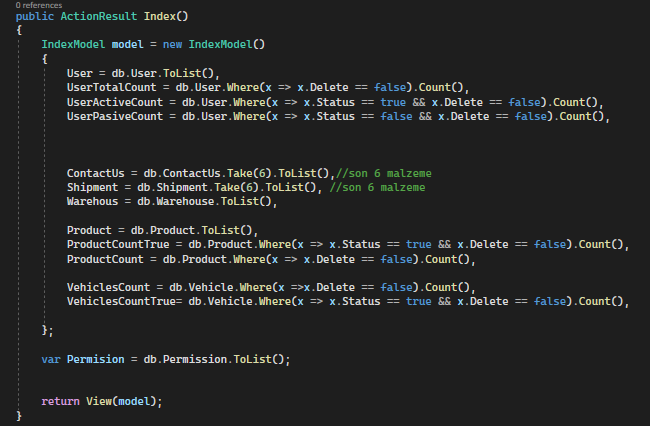 0 references
public ActionResult Index()
{
IndexModel model = new IndexModel()
{
User = db.User.ToList(),
UserTotalCount = db.User.Where(x => x.Delete == false).Count(),
UserActiveCount = db.User.Where(x => x.Status == true && x.Delete == false).Count(),
UserPasiveCount = db.User.Where(x => x.Status == false && x.Delete == false).Count(),
ContactUs = db.ContactUs.Take(6).ToList(),//son 6 malzeme
Shipment = db.Shipment.Take(6).ToList(), //son 6 malzeme
Warehous = db.Warehouse.ToList(),
Product = db.Product.ToList(),
ProductCountTrue = db.Product.Where(x => x.Status == true && x.Delete == false).Count(),
ProductCount = db.Product.Where(x => x.Delete == false).Count(),
VehiclesCount = db.Vehicle.Where(x =>x.Delete == false).Count(),
VehiclesCountTrue= db.Vehicle.Where(x => x.Status == true && x.Delete == false).Count(),
};
var Permision = db.Permission.ToList();
return View(model);
}